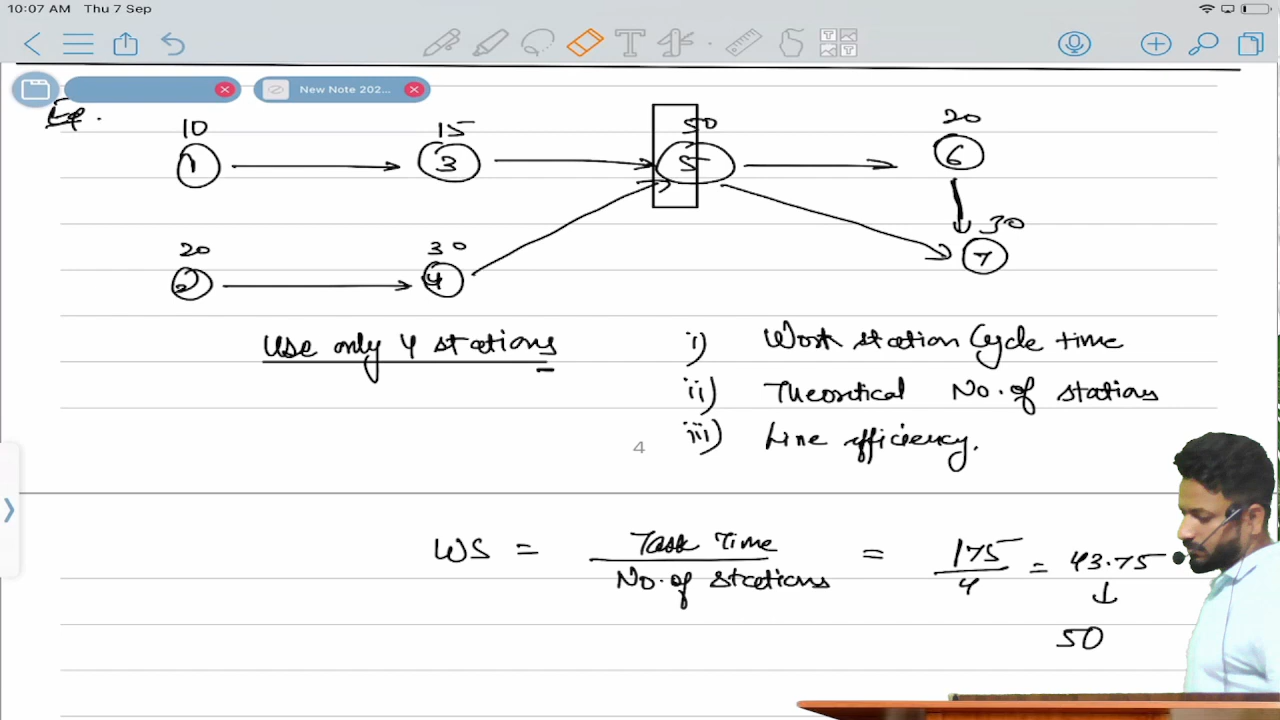 10:07 AM Thu 7 Sep
New Note 202...
Eg.
10 15 50 20
1 3 5 6
20 30 30
2 4 7
Use only 4 stations
i) Work station Cycle time
ii) Theoritical No. of stations
iii) Line efficiency.
4
WS = Task Time / No. of stations = 175 / 4 = 43.75
↓
50